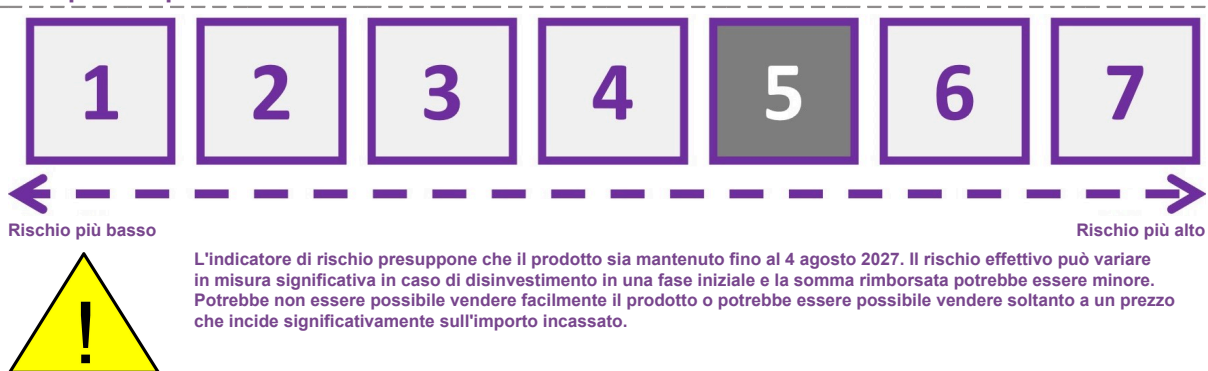 1 2 3 4 5 6 7
Rischio più basso Rischio più alto
L'indicatore di rischio presuppone che il prodotto sia mantenuto fino al 4 agosto 2027. Il rischio effettivo può variare
in misura significativa in caso di disinvestimento in una fase iniziale e la somma rimborsata potrebbe essere minore.
Potrebbe non essere possibile vendere facilmente il prodotto o potrebbe essere possibile vendere soltanto a un prezzo
che incide significativamente sull'importo incassato.
!